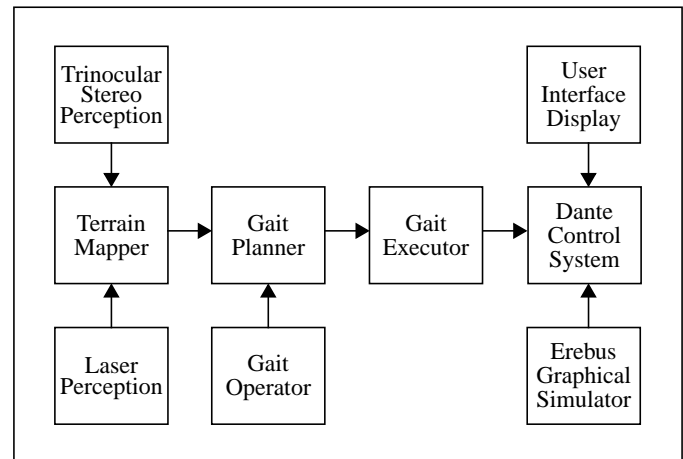 Trinocular
Stereo
Perception
User
Interface
Display
Terrain
Mapper
Gait
Planner
Gait
Executor
Dante
Control
System
Laser
Perception
Gait
Operator
Erebus
Graphical
Simulator